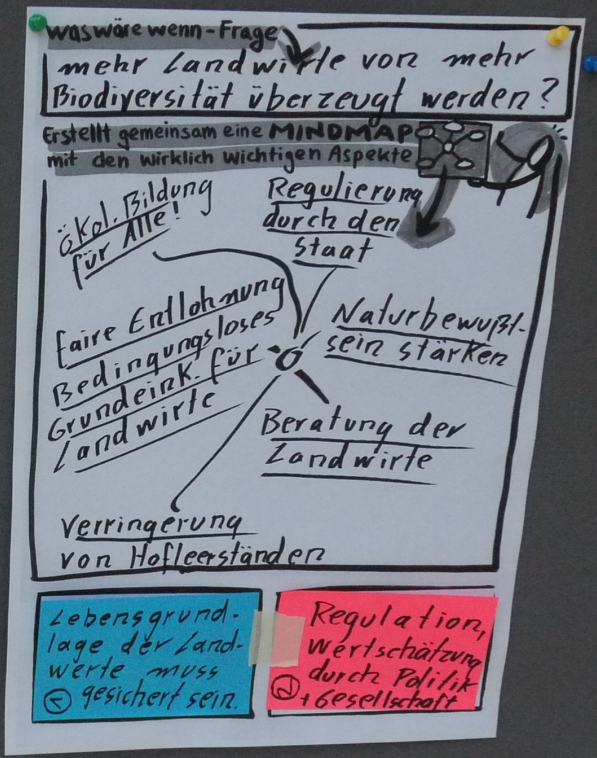 was wäre wenn-Frage
mehr Landwirte von mehr
Biodiversität überzeugt werden?
Erstellt gemeinsam eine MINDMAP
mit den wirklich wichtigen Aspekte
Ökol. Bildung
für Alle!
Regulierung
durch den
Staat
Faire Entlohnung
Bedingungsloses
Grundeink. für
Landwirte
Naturbewußt-
sein stärken
Beratung der
Landwirte
Verringerung
von Hofleerständen
Lebensgrund-
lage der Land-
werte muss
1 gesichert sein.
Regulation,
Wertschätzung
durch Politik
2 + Gesellschaft